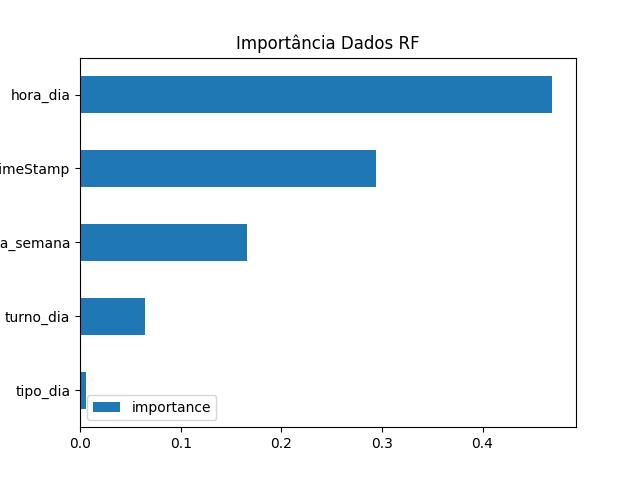 Importância Dados RF
hora_dia
imeStamp
a_semana
turno_dia
tipo_dia
importance
0.0 0.1 0.2 0.3 0.4